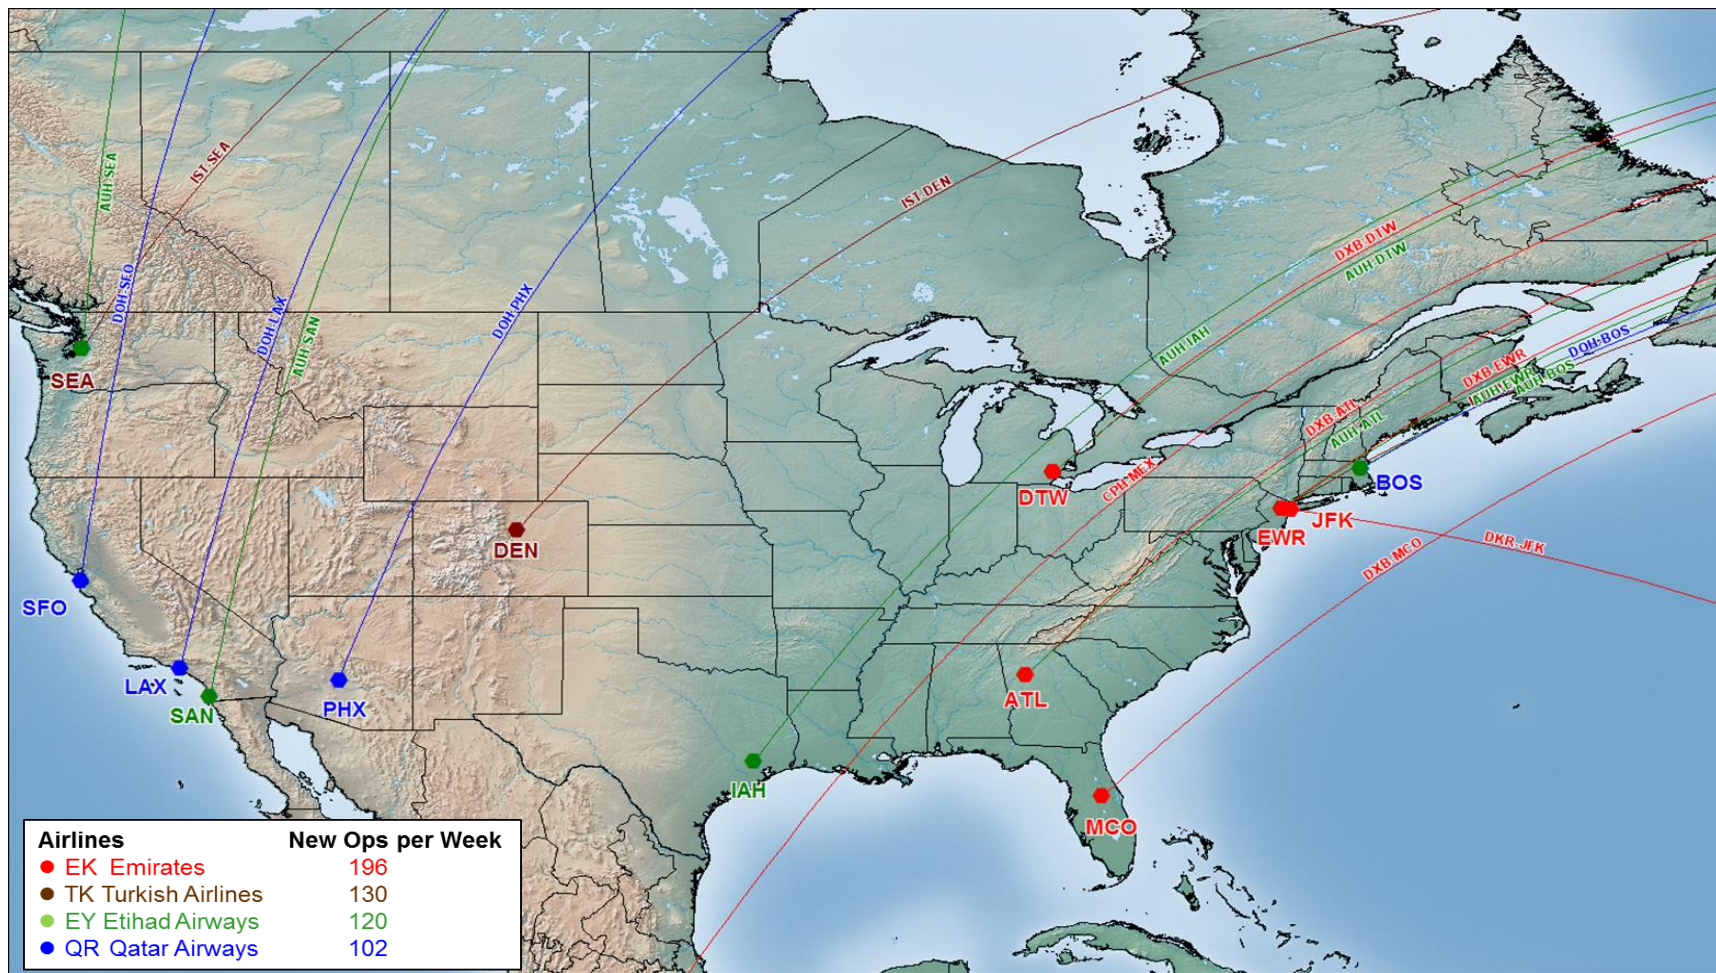 AUH-SEA
IST-SEA
DOH-SFO
DOH-LAX
AUH-SAN
DOH-PHX
IST-DEN
DXB-DTW
AUH-DTW
AUH-IAH
DOH-BOS
DXB-EWR
AUH-EWR
AUH-BOS
DXB-ATL
AUH-ATL
CPH-MEX
DXB-MCO
DKR-JFK
SEA
DTW
BOS
JFK
EWR
DEN
SFO
LAX
SAN
PHX
ATL
IAH
MCO
Airlines New Ops per Week
EK Emirates 196
TK Turkish Airlines 130
EY Etihad Airways 120
QR Qatar Airways 102